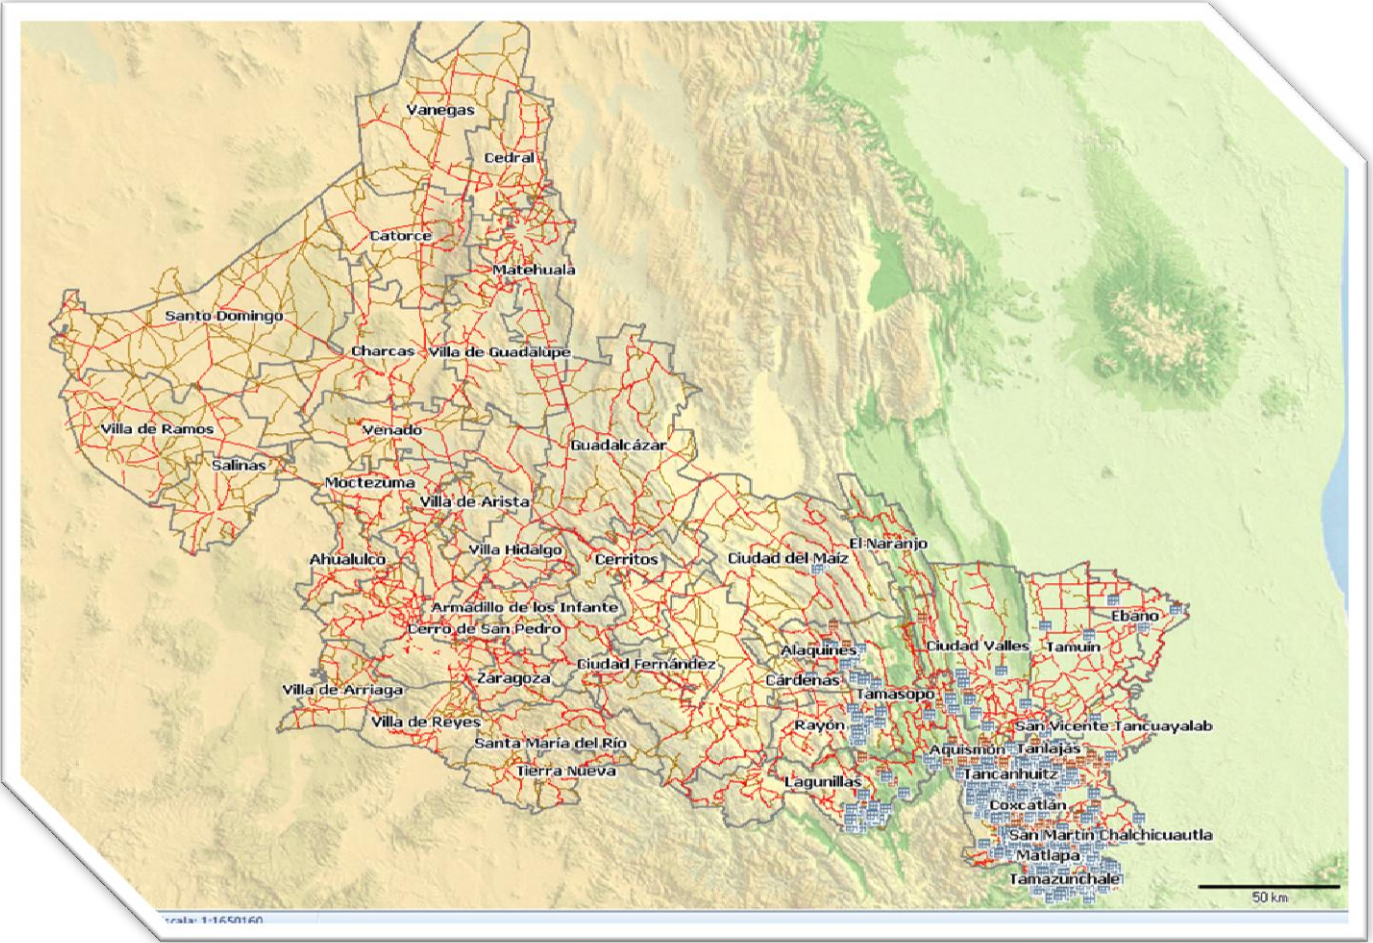 Vanegas
Cedral
Catorce
Matehuala
Santo Domingo
Charcas
Villa de Guadalupe
Villa de Ramos
Venado
Guadalcázar
Salinas
Moctezuma
Villa de Arista
El Naranjo
Villa Hidalgo
Ahualulco
Cerritos
Ciudad del Maíz
Armadillo de los Infante
Ebano
Cerro de San Pedro
Ciudad Valles
Tamuín
Alaquines
Ciudad Fernández
Zaragoza
Cárdenas
Villa de Arriaga
Tamasopo
Villa de Reyes
Rayón
San Vicente Tancuayalab
Santa María del Río
Aquismón
Tanlajás
Tierra Nueva
Tancanhuitz
Lagunillas
Coxcatlán
San Martín Chalchicuautla
Matlapa
Tamazunchale
50 km
scala: 1:1650160